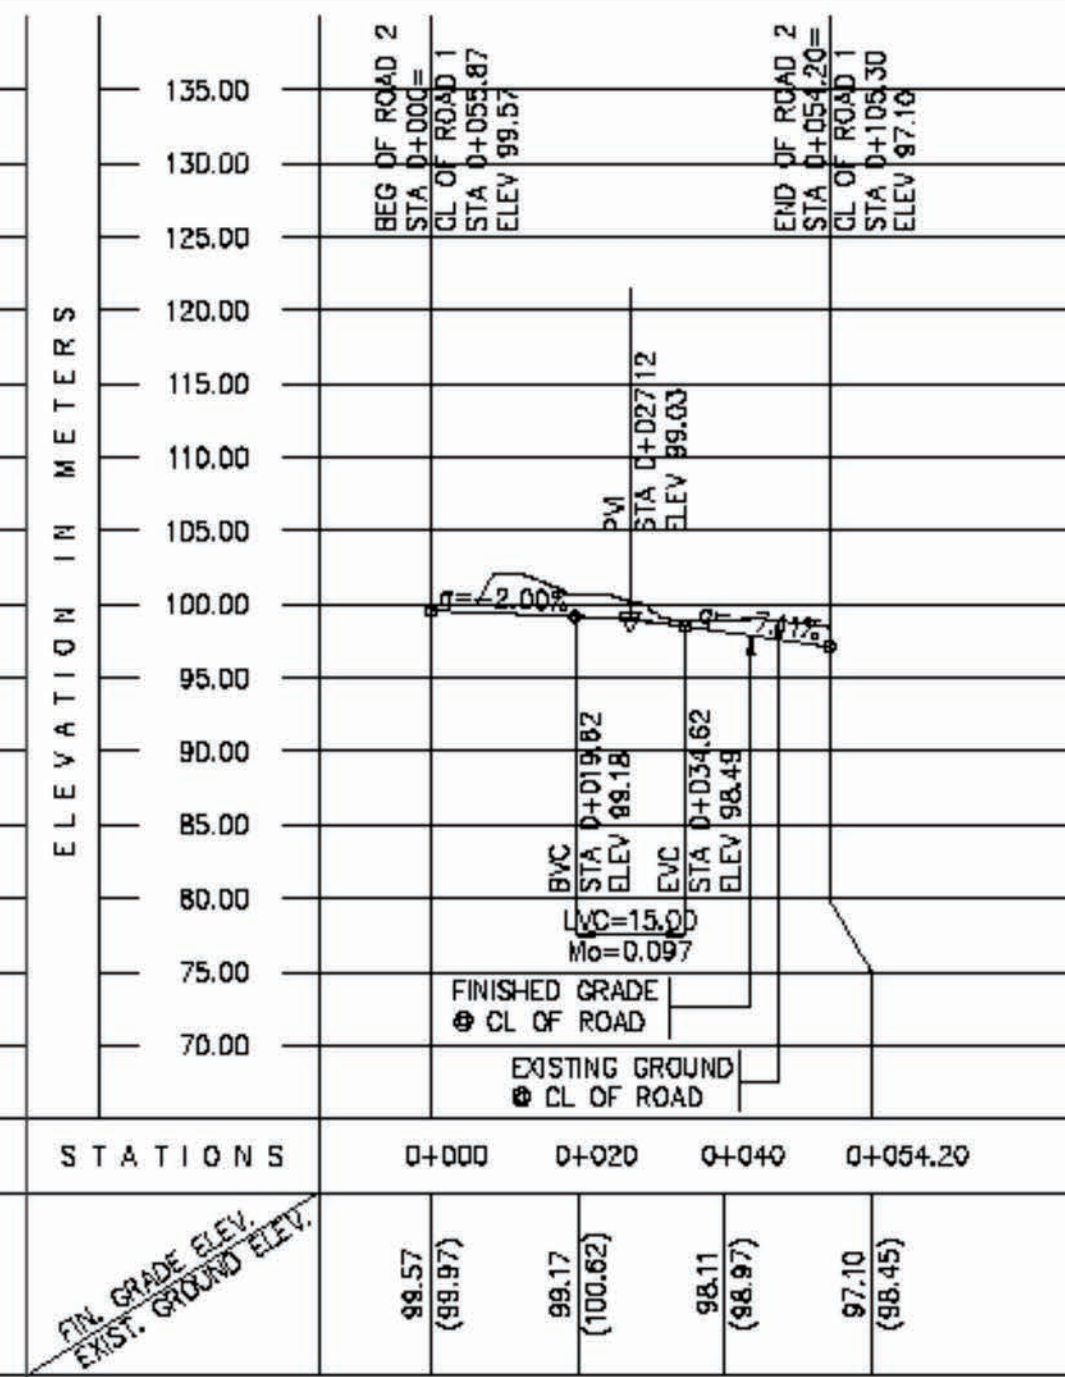 BEG OF ROAD 2
STA 0+000=
CL OF ROAD 1
STA 0+055.87
ELEV 99.57
END OF ROAD 2
STA 0+054.20=
CL OF ROAD 1
STA 0+105.30
ELEV 97.10
ELEVATION IN METERS
135.00
130.00
125.00
120.00
115.00
110.00
105.00
100.00
95.00
90.00
85.00
80.00
75.00
70.00
PVI
STA 0+027.12
ELEV 99.03
G=-2.00%
BVC
STA 0+019.62
ELEV 99.18
EVC
STA 0+034.62
ELEV 98.49
LVC=15.00
Mo=0.097
FINISHED GRADE
@ CL OF ROAD
EXISTING GROUND
@ CL OF ROAD
STATIONS
0+000
0+020
0+040
0+054.20
FIN. GRADE ELEV.
EXIST. GROUND ELEV.
99.57
(99.97)
99.17
(100.62)
98.11
(98.97)
97.10
(98.45)